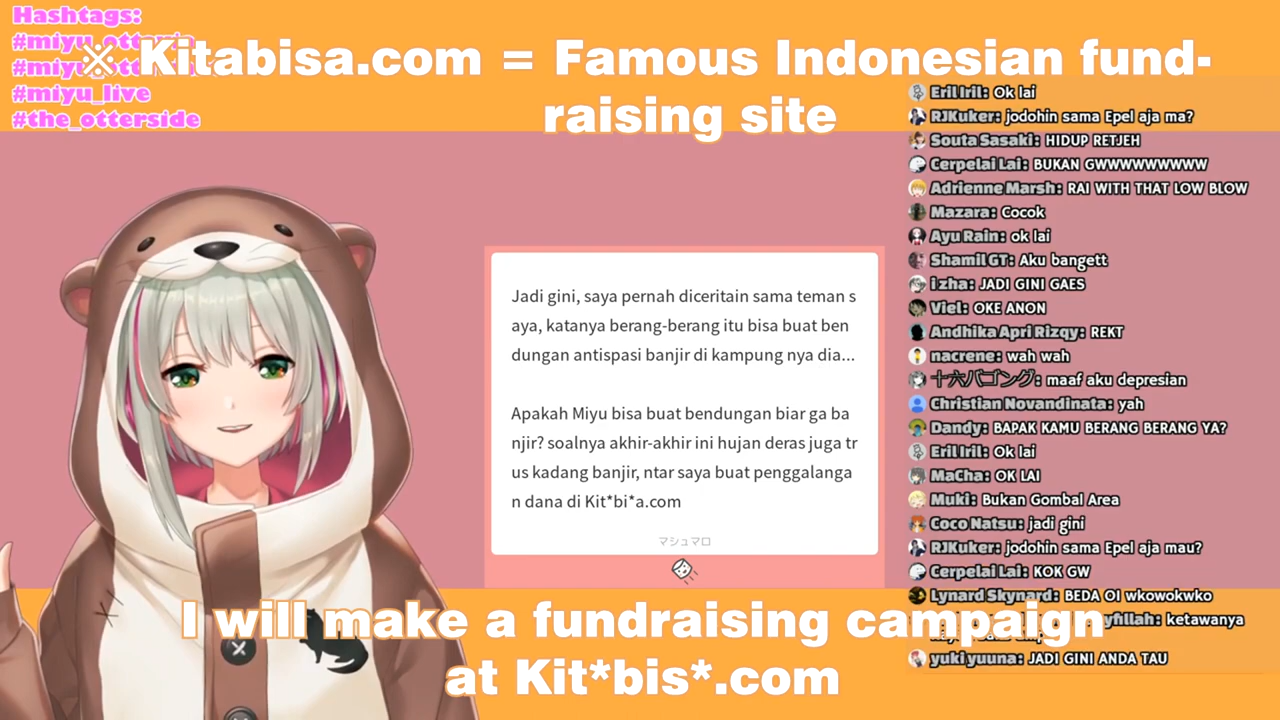 Hashtags:
#miyu_live
#the_otterside
※ Kitabisa.com = Famous Indonesian fund-
raising site
Jadi gini, saya pernah diceritain sama teman s
aya, katanya berang-berang itu bisa buat ben
dungan antispasi banjir di kampung nya dia...
Apakah Miyu bisa buat bendungan biar ga ba
njir? soalnya akhir-akhir ini hujan deras juga tr
us kadang banjir, ntar saya buat penggalanga
n dana di Kit*bi*a.com
マシュマロ
Eril Iril: Ok lai
RJKuker: jodohin sama Epel aja ma?
Souta Sasaki: HIDUP RETJEH
Cerpelai Lai: BUKAN GWWWWWWWWW
Adrienne Marsh: RAI WITH THAT LOW BLOW
Mazara: Cocok
Ayu Rain: ok lai
Shamil GT: Aku bangett
i zha: JADI GINI GAES
Viel: OKE ANON
Andhika Apri Rizqy: REKT
nacrene: wah wah
十六バゴング: maaf aku depresian
Christian Novandinata: yah
Dandy: BAPAK KAMU BERANG BERANG YA?
Eril Iril: Ok lai
MaCha: OK LAI
Muki: Bukan Gombal Area
Coco Natsu: jadi gini
RJKuker: jodohin sama Epel aja mau?
Cerpelai Lai: KOK GW
Lynard Skynard: BEDA OI wkowokwko
ketawanya
yuki yuuna: JADI GINI ANDA TAU
I will make a fundraising campaign
at Kit*bis*.com